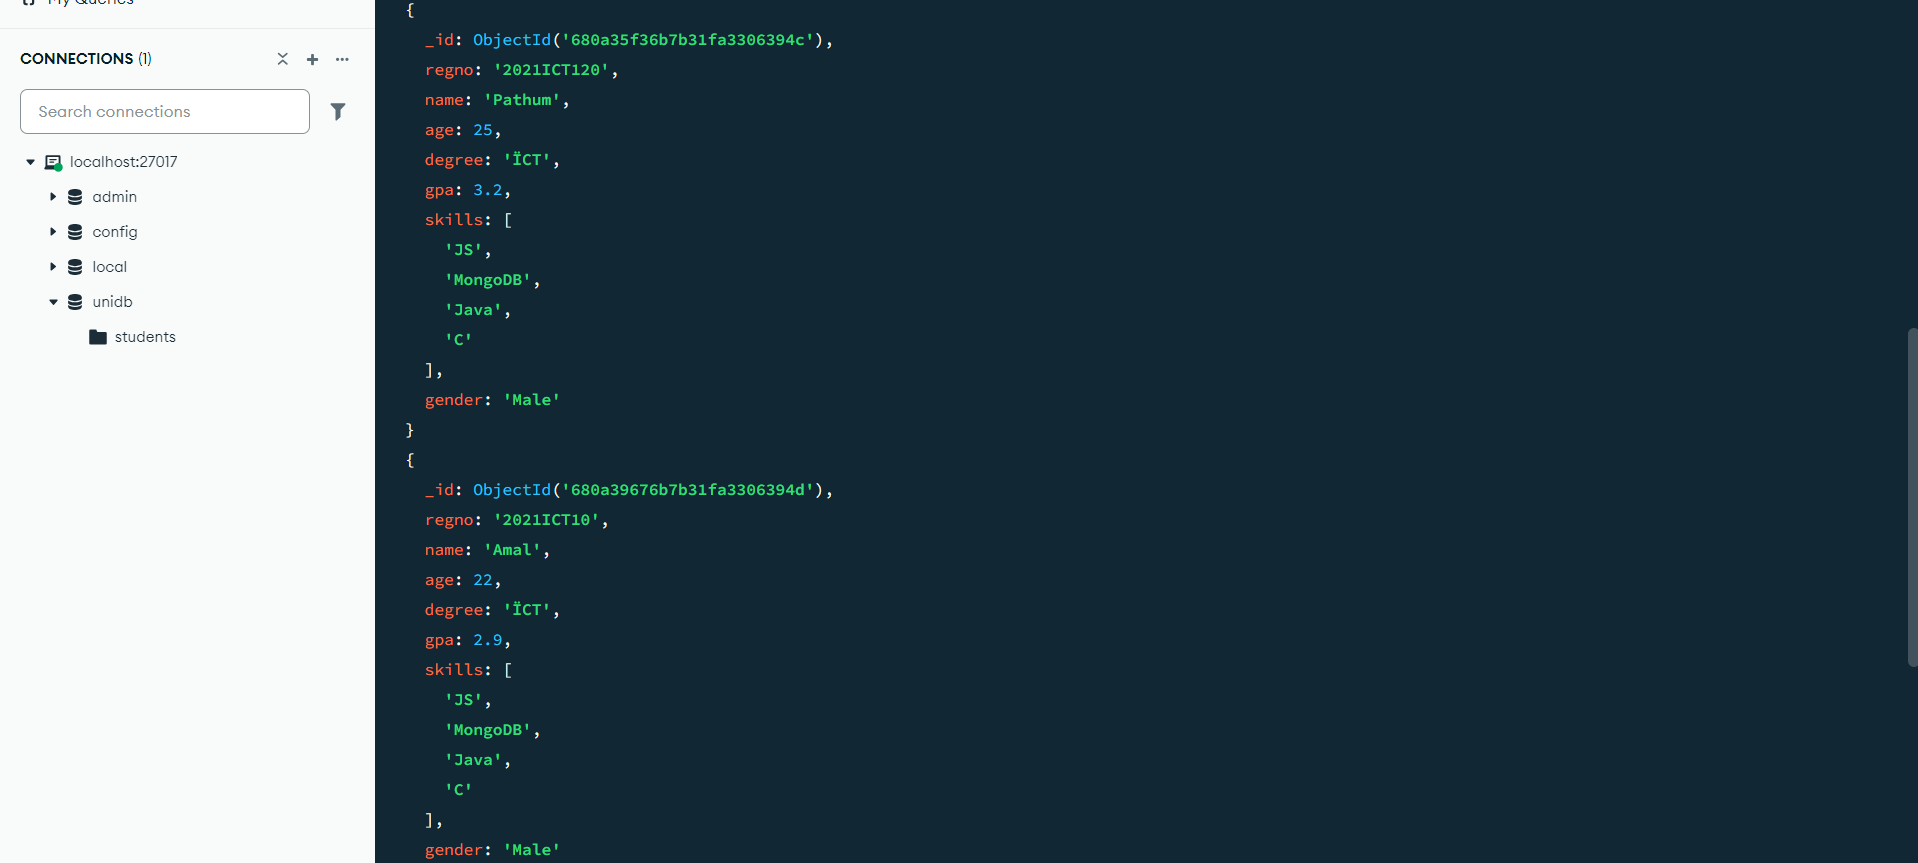 My Queries
CONNECTIONS (1)
Search connections
localhost:27017
admin
config
local
unidb
students
{
_id: ObjectId('680a35f36b7b31fa3306394c'),
regno: '2021ICT120',
name: 'Pathum',
age: 25,
degree: 'ÏCT',
gpa: 3.2,
skills: [
'JS',
'MongoDB',
'Java',
'C'
],
gender: 'Male'
}
{
_id: ObjectId('680a39676b7b31fa3306394d'),
regno: '2021ICT10',
name: 'Amal',
age: 22,
degree: 'ÏCT',
gpa: 2.9,
skills: [
'JS',
'MongoDB',
'Java',
'C'
],
gender: 'Male'